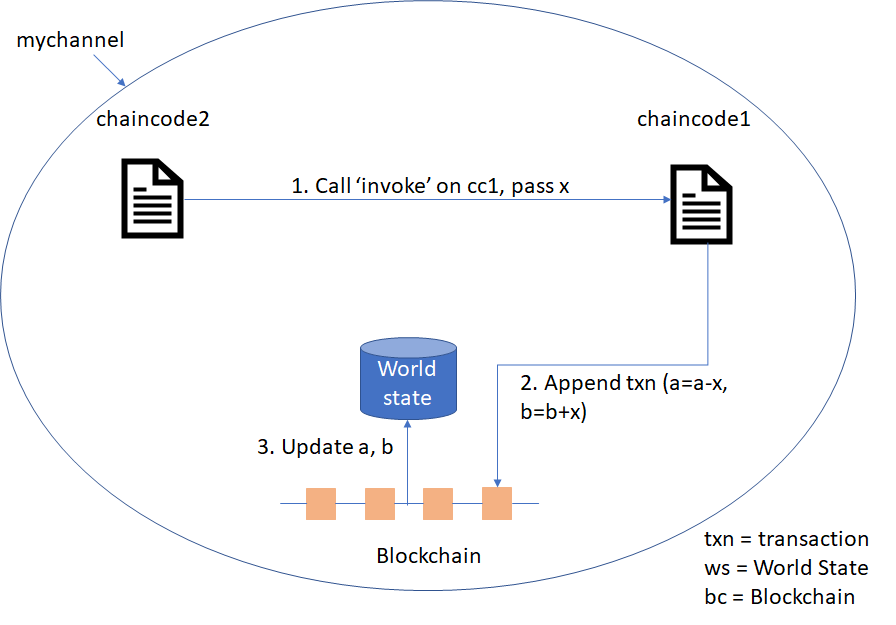 mychannel
chaincode2
chaincode1
1. Call ‘invoke’ on cc1, pass x
World
state
2. Append txn (a=a-x,
b=b+x)
3. Update a, b
Blockchain
txn = transaction
ws = World State
bc = Blockchain